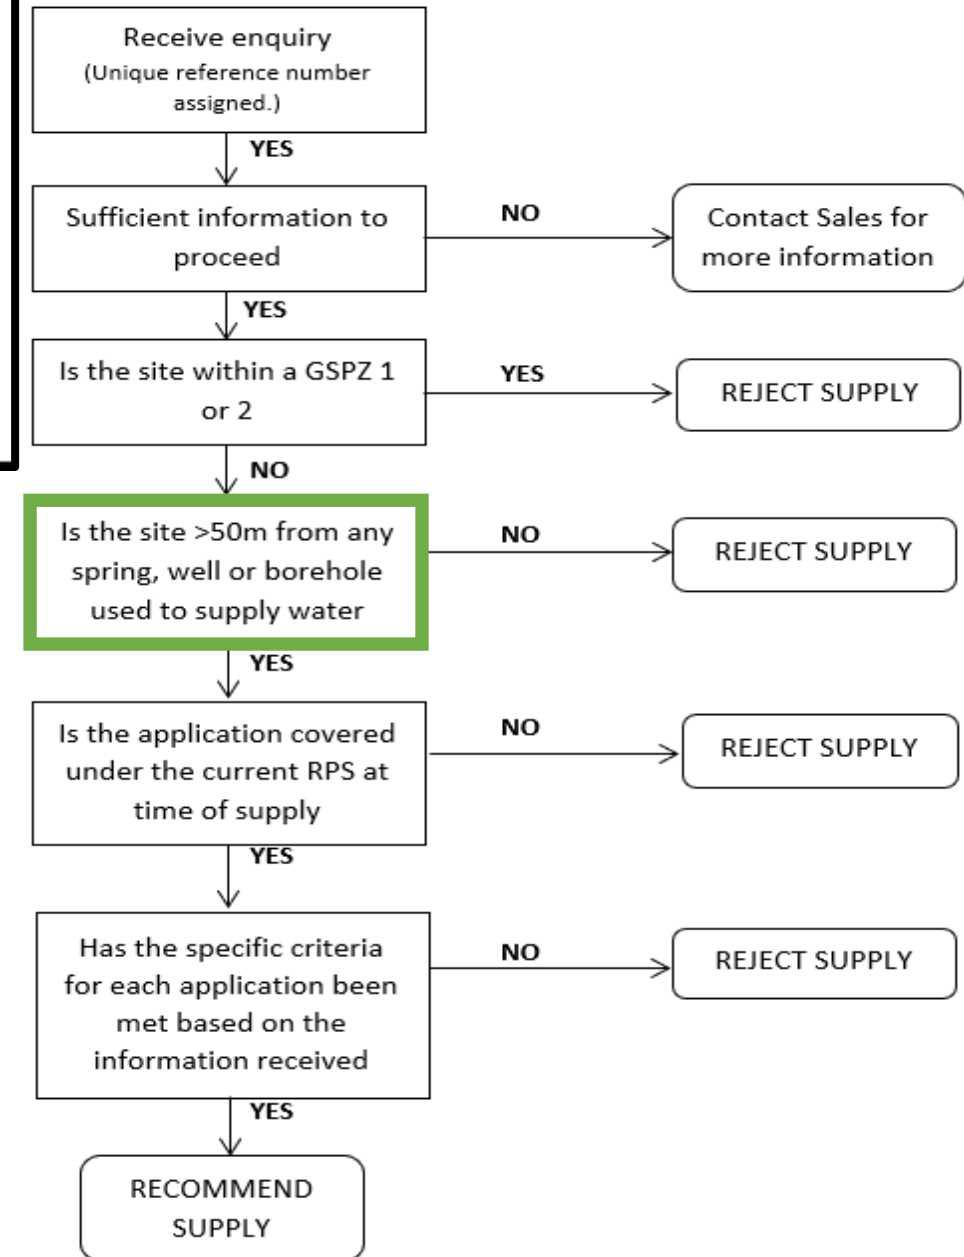 Receive enquiry
(Unique reference number
assigned.)
YES
Sufficient information to
proceed
NO
Contact Sales for
more information
YES
Is the site within a GSPZ 1
or 2
YES
REJECT SUPPLY
NO
Is the site >50m from any
spring, well or borehole
used to supply water
NO
REJECT SUPPLY
YES
Is the application covered
under the current RPS at
time of supply
NO
REJECT SUPPLY
YES
Has the specific criteria
for each application been
met based on the
information received
NO
REJECT SUPPLY
YES
RECOMMEND
SUPPLY